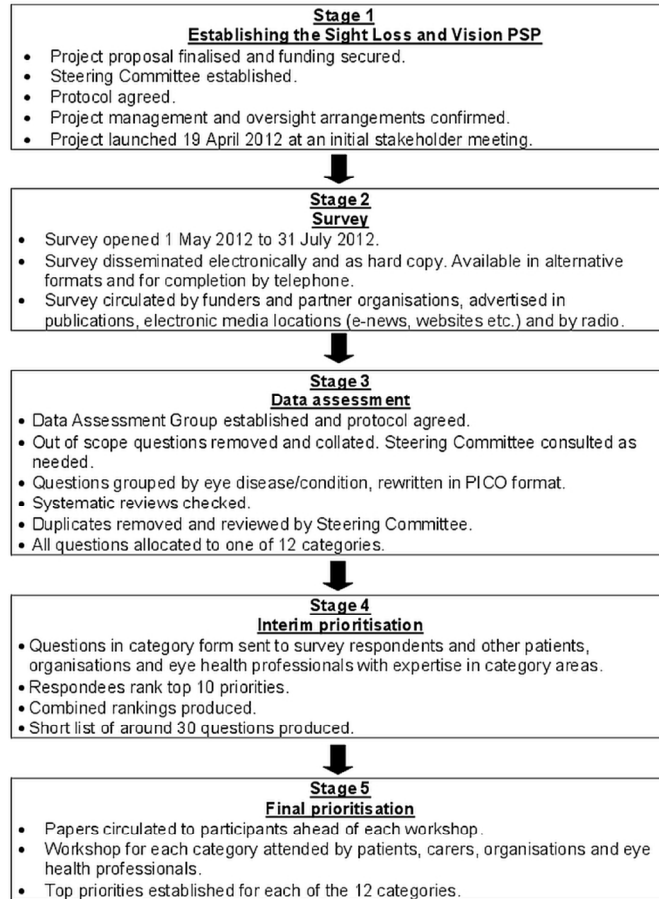 Stage 1
Establishing the Sight Loss and Vision PSP
• Project proposal finalised and funding secured.
• Steering Committee established.
• Protocol agreed.
• Project management and oversight arrangements confirmed.
• Project launched 19 April 2012 at an initial stakeholder meeting.
Stage 2
Survey
• Survey opened 1 May 2012 to 31 July 2012.
• Survey disseminated electronically and as hard copy. Available in alternative
formats and for completion by telephone.
• Survey circulated by funders and partner organisations, advertised in
publications, electronic media locations (e-news, websites etc.) and by radio.
Stage 3
Data assessment
• Data Assessment Group established and protocol agreed.
• Out of scope questions removed and collated. Steering Committee consulted as
needed.
• Questions grouped by eye disease/condition, rewritten in PICO format.
• Systematic reviews checked.
• Duplicates removed and reviewed by Steering Committee.
• All questions allocated to one of 12 categories.
Stage 4
Interim prioritisation
• Questions in category form sent to survey respondents and other patients,
organisations and eye health professionals with expertise in category areas.
• Respondees rank top 10 priorities.
• Combined rankings produced.
• Short list of around 30 questions produced.
Stage 5
Final prioritisation
• Papers circulated to participants ahead of each workshop.
• Workshop for each category attended by patients, carers, organisations and eye
health professionals.
• Top priorities established for each of the 12 categories.